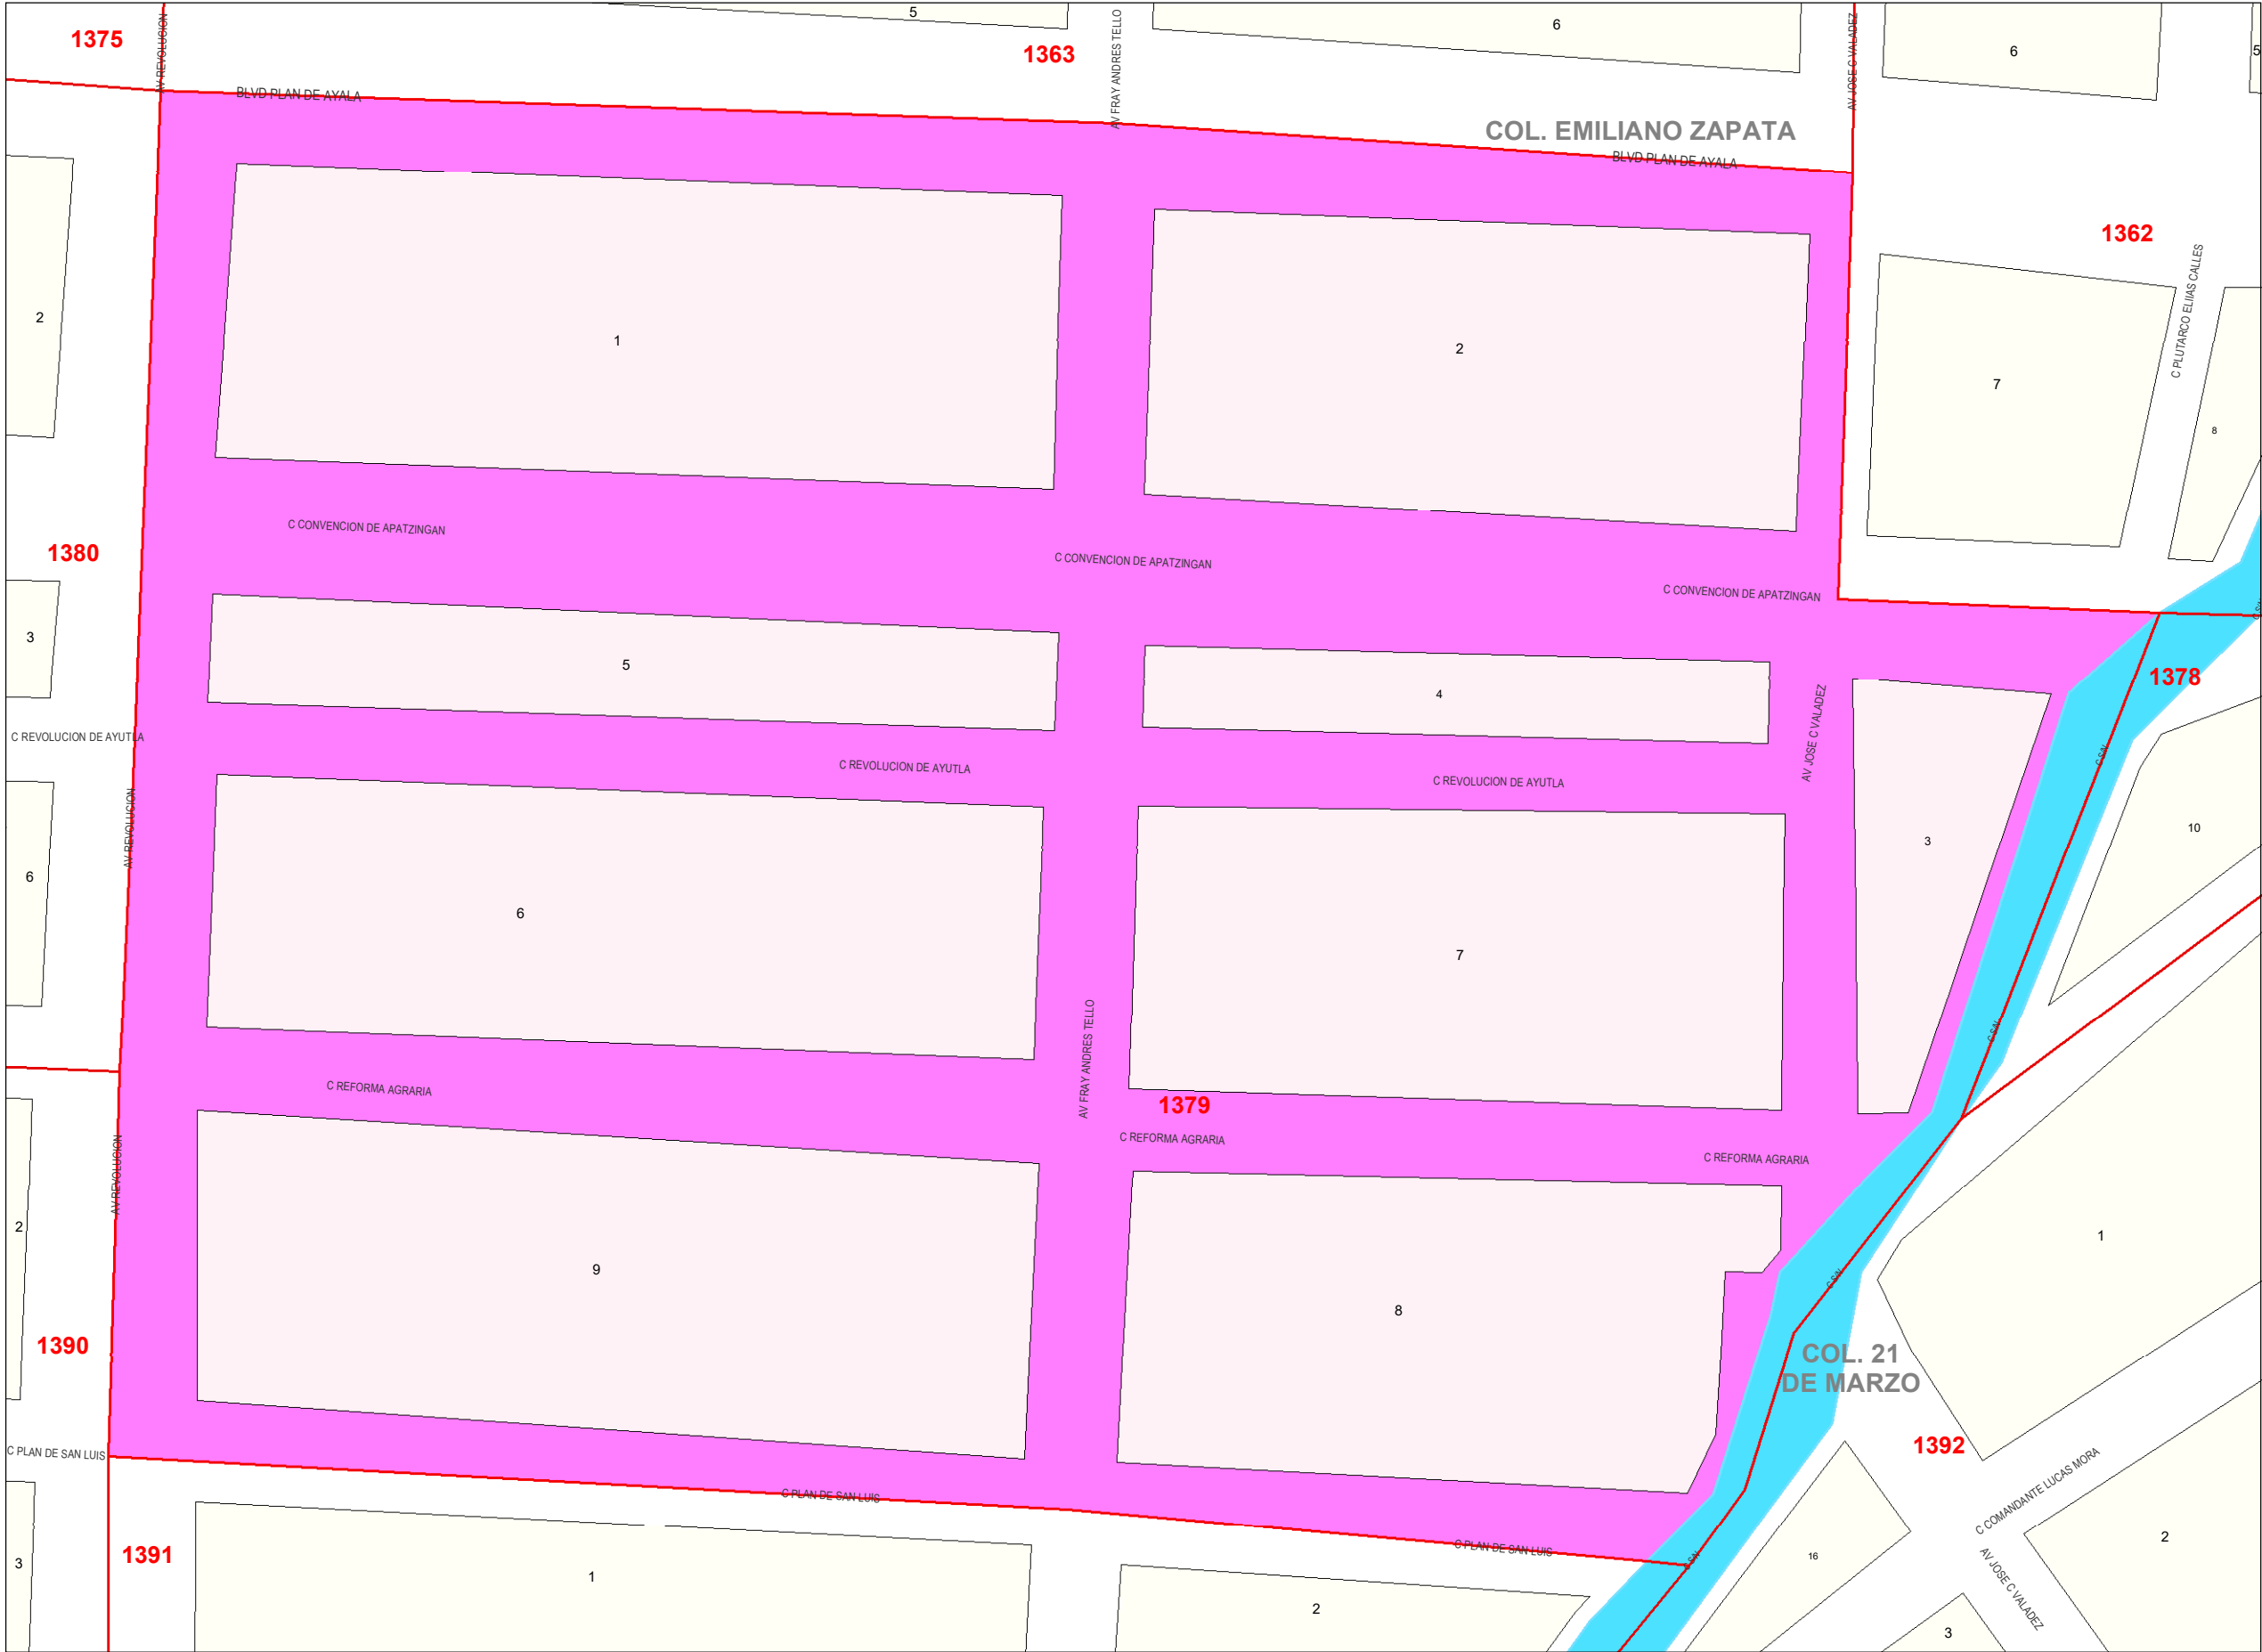 5
6
6
5
1375
1363
AV REVOLUCION
AV FRAY ANDRES TELLO
AV JOSE C VALADEZ
BLVD PLAN DE AYALA
COL. EMILIANO ZAPATA
BLVD PLAN DE AYALA
1362
C PLUTARCO ELIIAS CALLES
2
1
2
7
8
C CONVENCION DE APATZINGAN
1380
C CONVENCION DE APATZINGAN
C CONVENCION DE APATZINGAN
C S/N
3
5
4
1378
AV JOSE C VALADEZ
C REVOLUCION DE AYUTLA
C REVOLUCION DE AYUTLA
C REVOLUCION DE AYUTLA
C S/N
AV REVOLUCION
3
10
6
6
7
AV FRAY ANDRES TELLO
C S/N
C REFORMA AGRARIA
1379
C REFORMA AGRARIA
C REFORMA AGRARIA
AV REVOLUCION
2
9
8
1
C S/N
1390
COL. 21
DE MARZO
C PLAN DE SAN LUIS
1392
C PLAN DE SAN LUIS
C COMANDANTE LUCAS MORA
C PLAN DE SAN LUIS
C S/N
3
1391
1
2
16
2
AV JOSE C VALADEZ
3